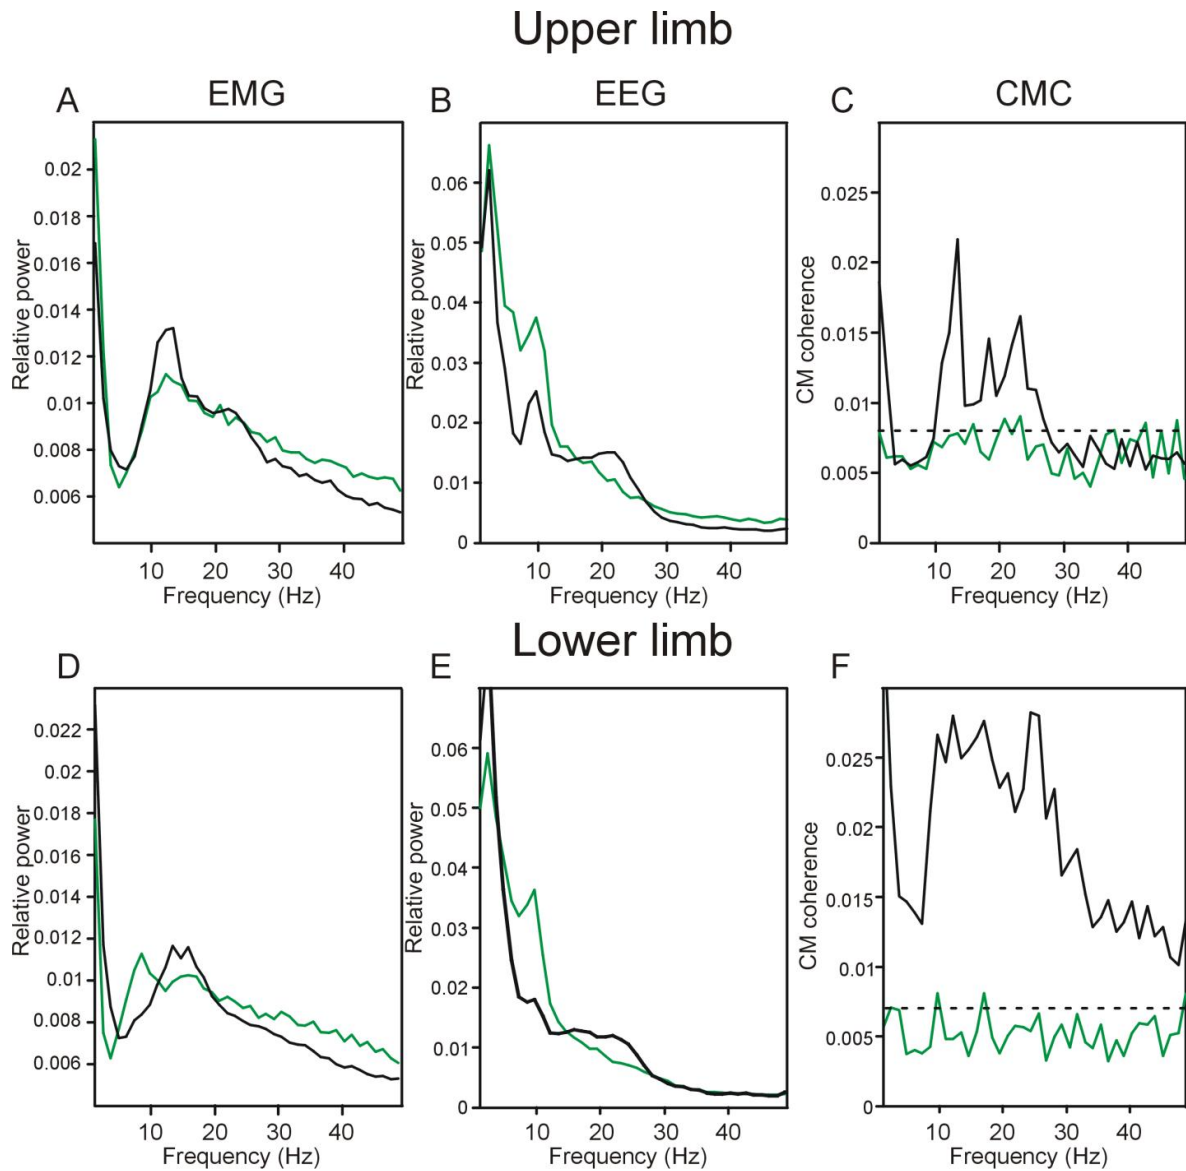 Upper limb
A
EMG
B
EEG
C
CMC
Relative power
0.02
0.018
0.016
0.014
0.012
0.01
0.008
0.006
10
20
30
40
Frequency (Hz)
Relative power
0.06
0.05
0.04
0.03
0.02
0.01
0
10
20
30
40
Frequency (Hz)
CM coherence
0.025
0.02
0.015
0.01
0.005
0
10
20
30
40
Frequency (Hz)
Lower limb
D
E
F
Relative power
0.022
0.02
0.018
0.016
0.014
0.012
0.01
0.008
0.006
10
20
30
40
Frequency (Hz)
Relative power
0.06
0.05
0.04
0.03
0.02
0.01
0
10
20
30
40
Frequency (Hz)
CM coherence
0.025
0.02
0.015
0.01
0.005
0
10
20
30
40
Frequency (Hz)